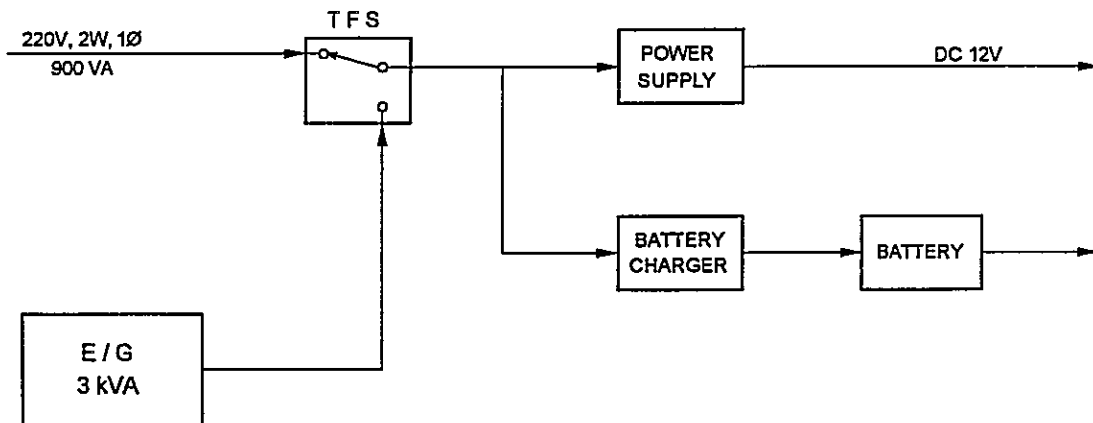 T F S
220V, 2W, 1Ø
900 VA
POWER
SUPPLY
DC 12V
BATTERY
CHARGER
BATTERY
E / G
3 kVA